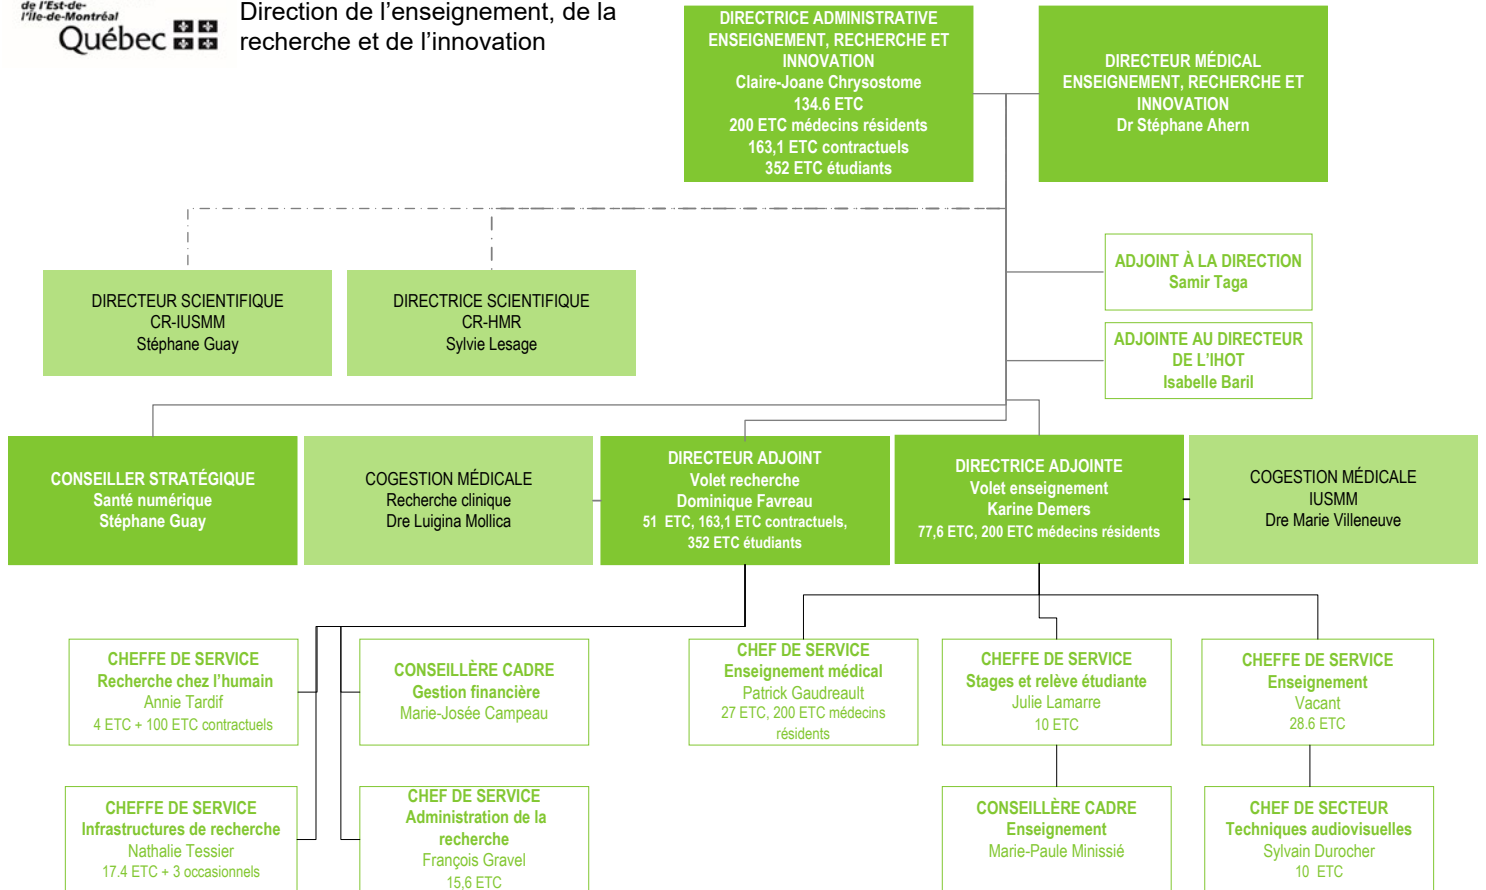 de l'Est-de-
l'Île-de-Montréal
Québec
Direction de l'enseignement, de la
recherche et de l'innovation
DIRECTRICE ADMINISTRATIVE
ENSEIGNEMENT, RECHERCHE ET
INNOVATION
Claire-Joane Chrysostome
134.6 ETC
200 ETC médecins résidents
163,1 ETC contractuels
352 ETC étudiants
DIRECTEUR MÉDICAL
ENSEIGNEMENT, RECHERCHE ET
INNOVATION
Dr Stéphane Ahern
ADJOINT À LA DIRECTION
Samir Taga
DIRECTEUR SCIENTIFIQUE
CR-IUSMM
Stéphane Guay
DIRECTRICE SCIENTIFIQUE
CR-HMR
Sylvie Lesage
ADJOINTE AU DIRECTEUR
DE L'IHOT
Isabelle Baril
CONSEILLER STRATÉGIQUE
Santé numérique
Stéphane Guay
COGESTION MÉDICALE
Recherche clinique
Dre Luigina Mollica
DIRECTEUR ADJOINT
Volet recherche
Dominique Favreau
51 ETC, 163,1 ETC contractuels,
352 ETC étudiants
DIRECTRICE ADJOINTE
Volet enseignement
Karine Demers
77,6 ETC, 200 ETC médecins résidents
COGESTION MÉDICALE
IUSMM
Dre Marie Villeneuve
CHEFFE DE SERVICE
Recherche chez l'humain
Annie Tardif
4 ETC + 100 ETC contractuels
CONSEILLÈRE CADRE
Gestion financière
Marie-Josée Campeau
CHEF DE SERVICE
Enseignement médical
Patrick Gaudreault
27 ETC, 200 ETC médecins
résidents
CHEFFE DE SERVICE
Stages et relève étudiante
Julie Lamarre
10 ETC
CHEFFE DE SERVICE
Enseignement
Vacant
28.6 ETC
CHEFFE DE SERVICE
Infrastructures de recherche
Nathalie Tessier
17.4 ETC + 3 occasionnels
CHEF DE SERVICE
Administration de la
recherche
François Gravel
15,6 ETC
CONSEILLÈRE CADRE
Enseignement
Marie-Paule Minissié
CHEF DE SECTEUR
Techniques audiovisuelles
Sylvain Durocher
10 ETC